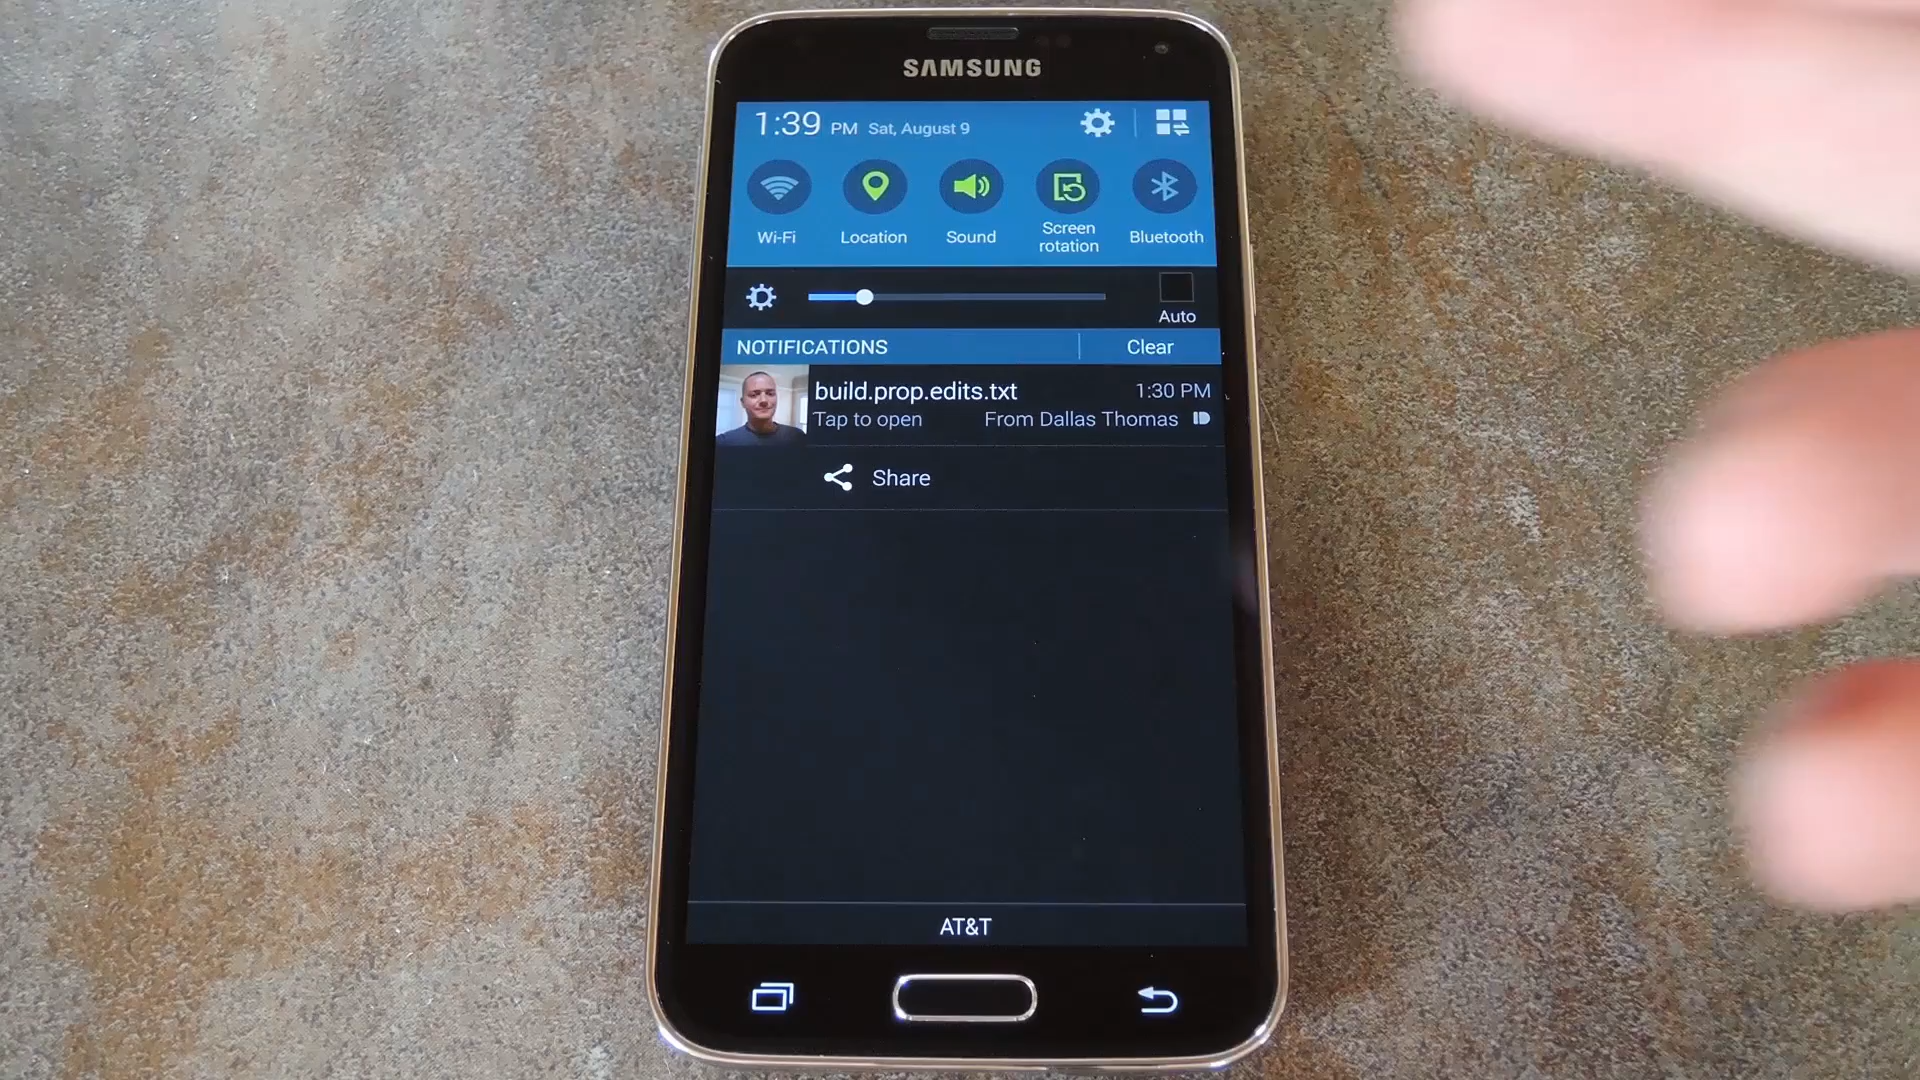 SAMSUNG
1:39 PM Sat, August 9
Wi-Fi Location Sound Screen rotation Bluetooth
Auto
NOTIFICATIONS Clear
build.prop.edits.txt 1:30 PM
Tap to open From Dallas Thomas
Share
AT&T